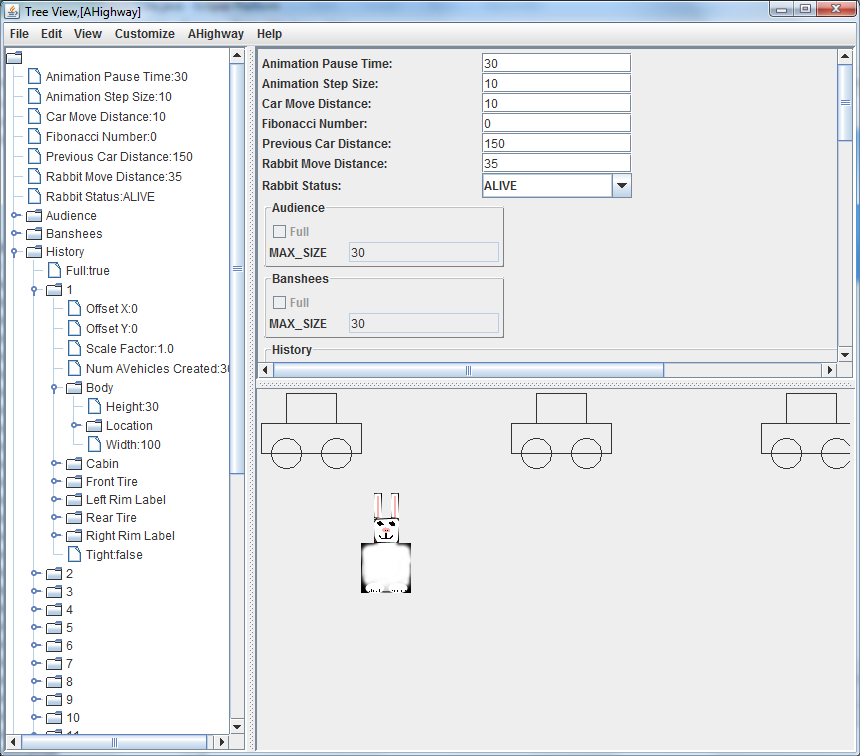 Tree View,[AHighway]
File Edit View Customize AHighway Help
Animation Pause Time:30
Animation Step Size:10
Car Move Distance:10
Fibonacci Number:0
Previous Car Distance:150
Rabbit Move Distance:35
Rabbit Status:ALIVE
Audience
Banshees
History
Full:true
1
Offset X:0
Offset Y:0
Scale Factor:1.0
Num AVehicles Created:30
Body
Height:30
Location
Width:100
Cabin
Front Tire
Left Rim Label
Rear Tire
Right Rim Label
Tight:false
2
3
4
5
6
7
8
9
10
11
Animation Pause Time: 30
Animation Step Size: 10
Car Move Distance: 10
Fibonacci Number: 0
Previous Car Distance: 150
Rabbit Move Distance: 35
Rabbit Status: ALIVE
Audience
Full
MAX_SIZE 30
Banshees
Full
MAX_SIZE 30
History